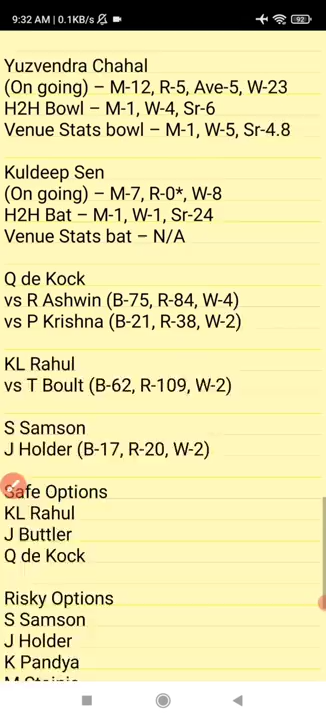 9:32 AM | 0.1KB/s
92
Yuzvendra Chahal
(On going) – M-12, R-5, Ave-5, W-23
H2H Bowl – M-1, W-4, Sr-6
Venue Stats bowl – M-1, W-5, Sr-4.8
Kuldeep Sen
(On going) – M-7, R-0*, W-8
H2H Bat – M-1, W-1, Sr-24
Venue Stats bat – N/A
Q de Kock
vs R Ashwin (B-75, R-84, W-4)
vs P Krishna (B-21, R-38, W-2)
KL Rahul
vs T Boult (B-62, R-109, W-2)
S Samson
J Holder (B-17, R-20, W-2)
Safe Options
KL Rahul
J Buttler
Q de Kock
Risky Options
S Samson
J Holder
K Pandya